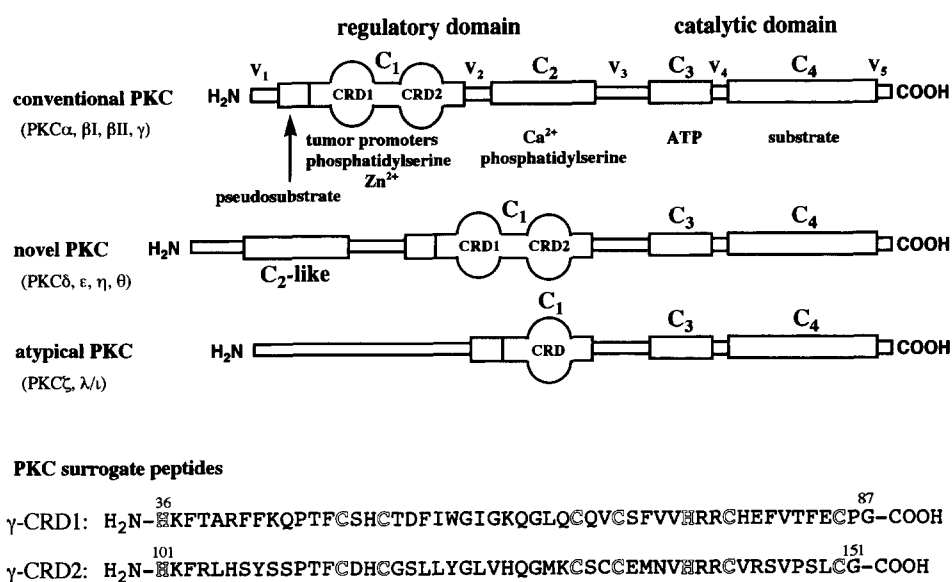 regulatory domain catalytic domain
V1 C1 V2 C2 V3 C3 V4 C4 V5
conventional PKC H2N CRD1 CRD2 COOH
(PKCα, βI, βII, γ)
tumor promoters
phosphatidylserine
Zn2+
Ca2+
phosphatidylserine
ATP substrate
pseudosubstrate
C1 C3 C4
novel PKC H2N CRD1 CRD2 COOH
(PKCδ, ε, η, θ)
C2-like
C1 C3 C4
atypical PKC H2N CRD COOH
(PKCζ, λ/ι)
PKC surrogate peptides
36 87
γ-CRD1: H2N-HKFTARFFKQPTFCSHCTDFIWGIGKQGLQCQVCSFVVHRRCHEFVTFECPG-COOH
101 151
γ-CRD2: H2N-HKFRLHSYSSPTFCDHCGSLLYGLVHQGMKCSCCEMNVHRRCVRSVPSLCG-COOH